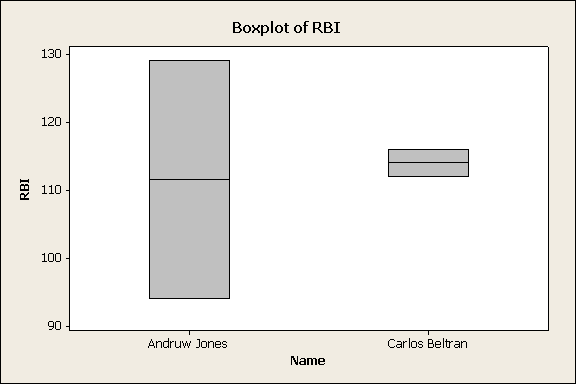 Boxplot of RBI
130
120
110
100
90
RBI
Andruw Jones
Carlos Beltran
Name